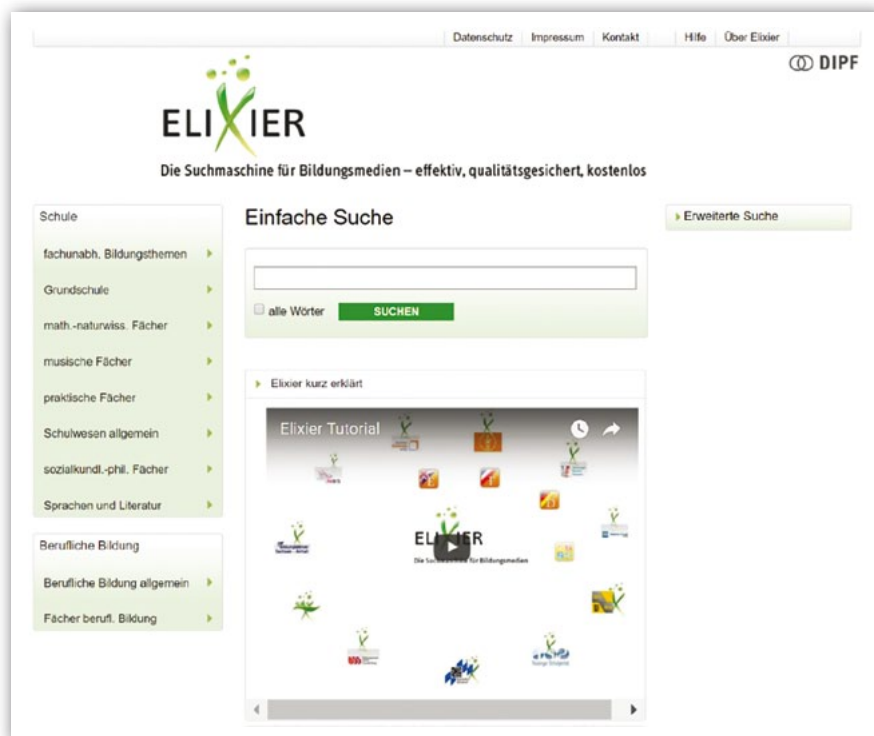 Datenschutz Impressum Kontakt Hilfe Über Elixier
DIPF
ELIXIER
Die Suchmaschine für Bildungsmedien – effektiv, qualitätsgesichert, kostenlos
Schule
fachunabh. Bildungsthemen
Grundschule
math.-naturwiss. Fächer
musische Fächer
praktische Fächer
Schulwesen allgemein
sozialkundl.-phil. Fächer
Sprachen und Literatur
Berufliche Bildung
Berufliche Bildung allgemein
Fächer berufl. Bildung
Einfache Suche
alle Wörter SUCHEN
Elixier kurz erklärt
Elixier Tutorial
ELIXIER
Die Suchmaschine für Bildungsmedien
Erweiterte Suche